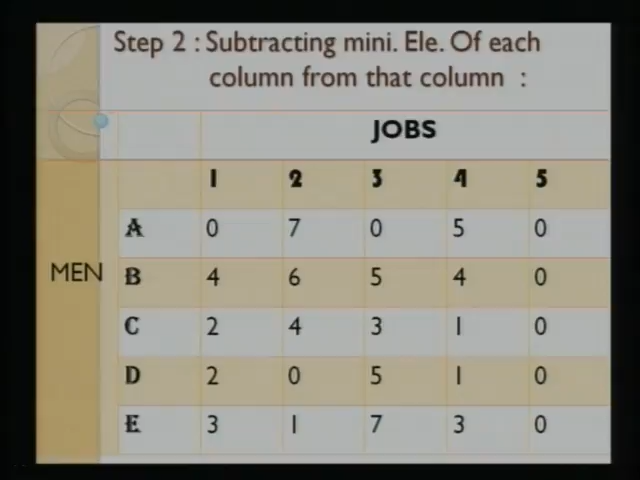 Step 2 : Subtracting mini. Ele. Of each
column from that column :
JOBS
1 2 3 4 5
A 0 7 0 5 0
MEN B 4 6 5 4 0
C 2 4 3 1 0
D 2 0 5 1 0
E 3 1 7 3 0